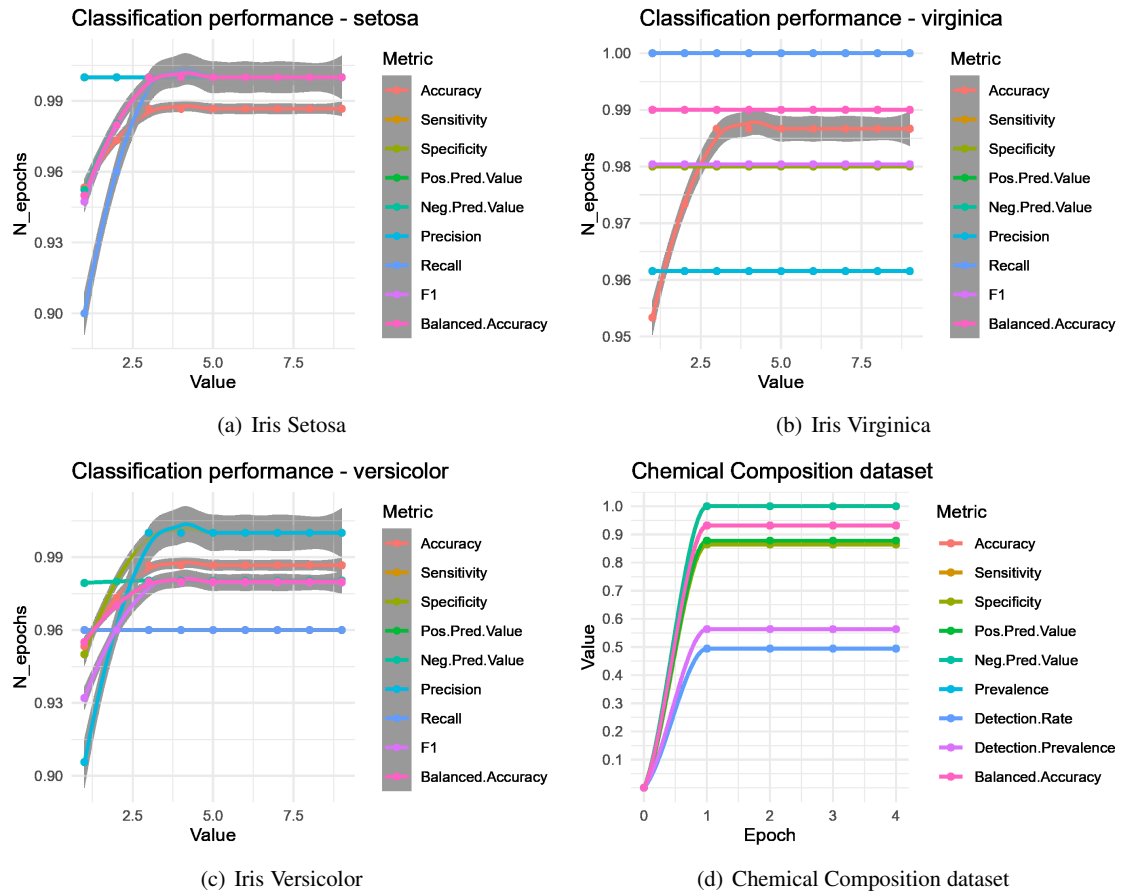 Classification performance - setosa
N_epochs
0.99
0.96
0.93
0.90
2.5 5.0 7.5
Value
Metric
Accuracy
Sensitivity
Specificity
Pos.Pred.Value
Neg.Pred.Value
Precision
Recall
F1
Balanced.Accuracy
(a) Iris Setosa
Classification performance - virginica
N_epochs
1.00
0.99
0.98
0.97
0.96
0.95
2.5 5.0 7.5
Value
Metric
Accuracy
Sensitivity
Specificity
Pos.Pred.Value
Neg.Pred.Value
Precision
Recall
F1
Balanced.Accuracy
(b) Iris Virginica
Classification performance - versicolor
N_epochs
0.99
0.96
0.93
0.90
2.5 5.0 7.5
Value
Metric
Accuracy
Sensitivity
Specificity
Pos.Pred.Value
Neg.Pred.Value
Precision
Recall
F1
Balanced.Accuracy
(c) Iris Versicolor
Chemical Composition dataset
Value
1.0
0.9
0.8
0.7
0.6
0.5
0.4
0.3
0.2
0.1
0 1 2 3 4
Epoch
Metric
Accuracy
Sensitivity
Specificity
Pos.Pred.Value
Neg.Pred.Value
Prevalence
Detection.Rate
Detection.Prevalence
Balanced.Accuracy
(d) Chemical Composition dataset